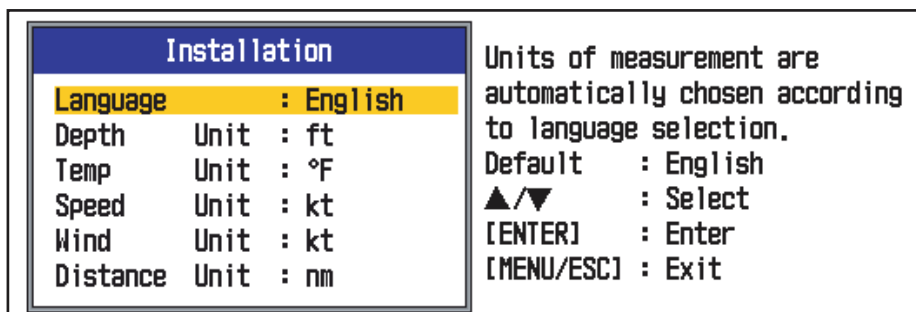 Installation
Language : English
Depth Unit : ft
Temp Unit : °F
Speed Unit : kt
Wind Unit : kt
Distance Unit : nm
Units of measurement are
automatically chosen according
to language selection.
Default : English
▲/▼ : Select
[ENTER] : Enter
[MENU/ESC] : Exit